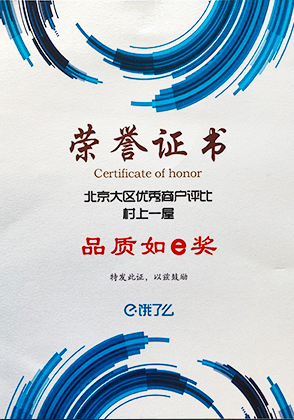 荣誉证书
Certificate of honor
北京大区优秀商户评比
村上一屋
品质如e奖
特发此证，以兹鼓励
e·饿了么